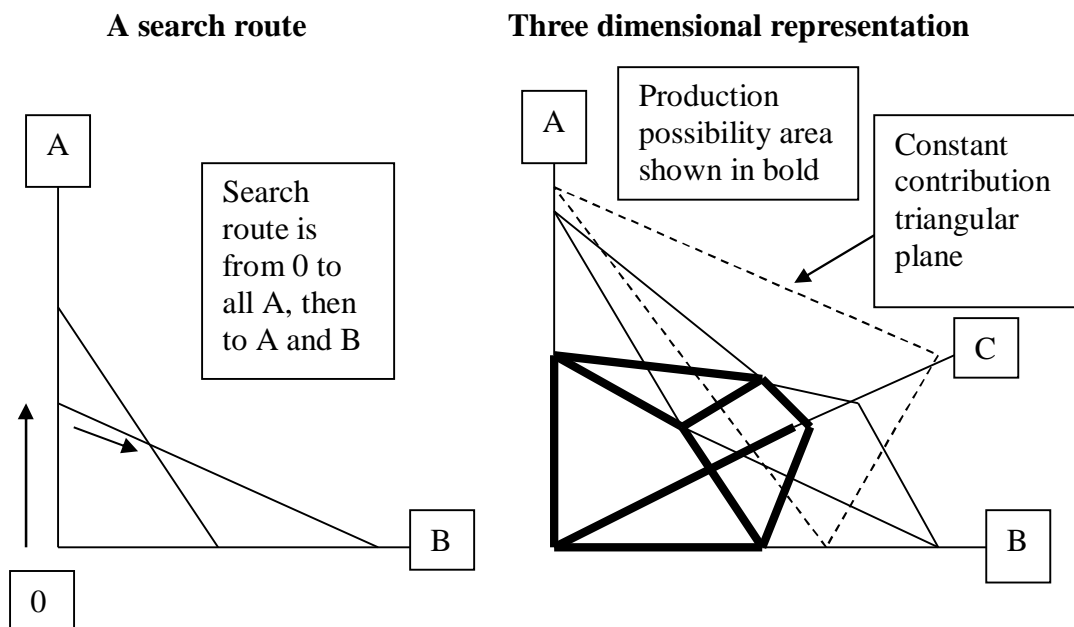 A search route
Three dimensional representation
A
Search
route is
from 0 to
all A, then
to A and B
B
0
A
Production
possibility area
shown in bold
Constant
contribution
triangular
plane
C
B